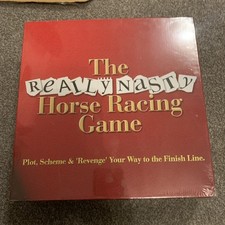 The
ReaLLY NaSTY
Horse Racing
Game
Plot, Scheme & 'Revenge' Your Way to the Finish Line.